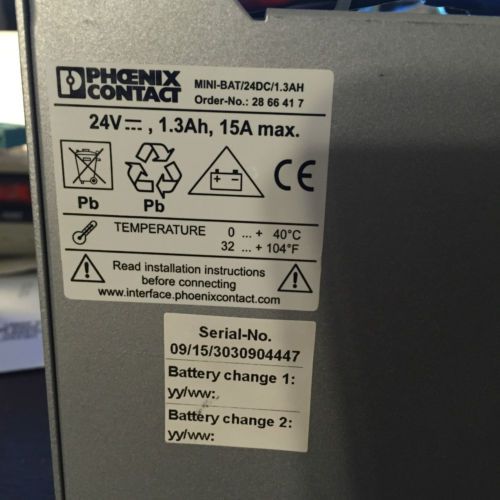 PHŒNIX
CONTACT
MINI-BAT/24DC/1.3AH
Order-No.: 28 66 41 7
24V⎓, 1.3Ah, 15A max.
Pb
Pb
CE
TEMPERATURE 0 ... + 40°C
32 ... + 104°F
Read installation instructions
before connecting
www.interface.phoenixcontact.com
Serial-No.
09/15/3030904447
Battery change 1:
yy/ww:
Battery change 2:
yy/ww: